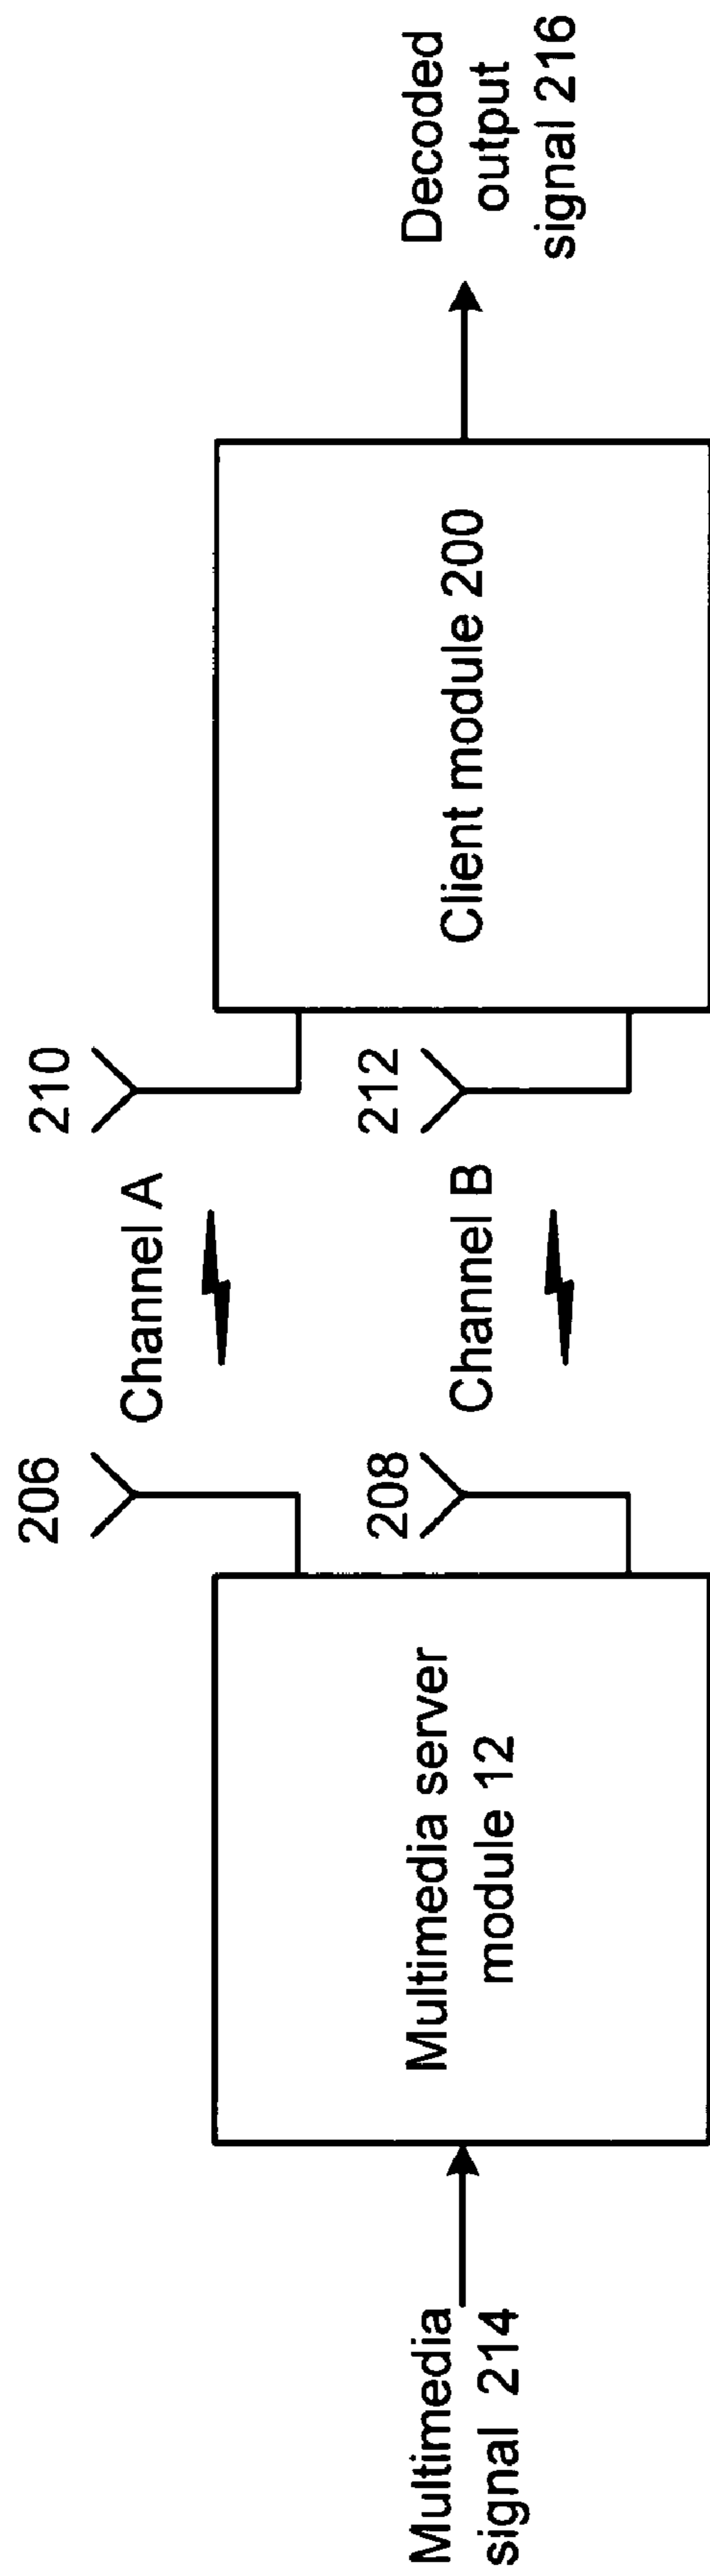 Multimedia
signal 214
Multimedia server
module 12
206
208
Channel A
Channel B
210
212
Client module 200
Decoded
output
signal 216